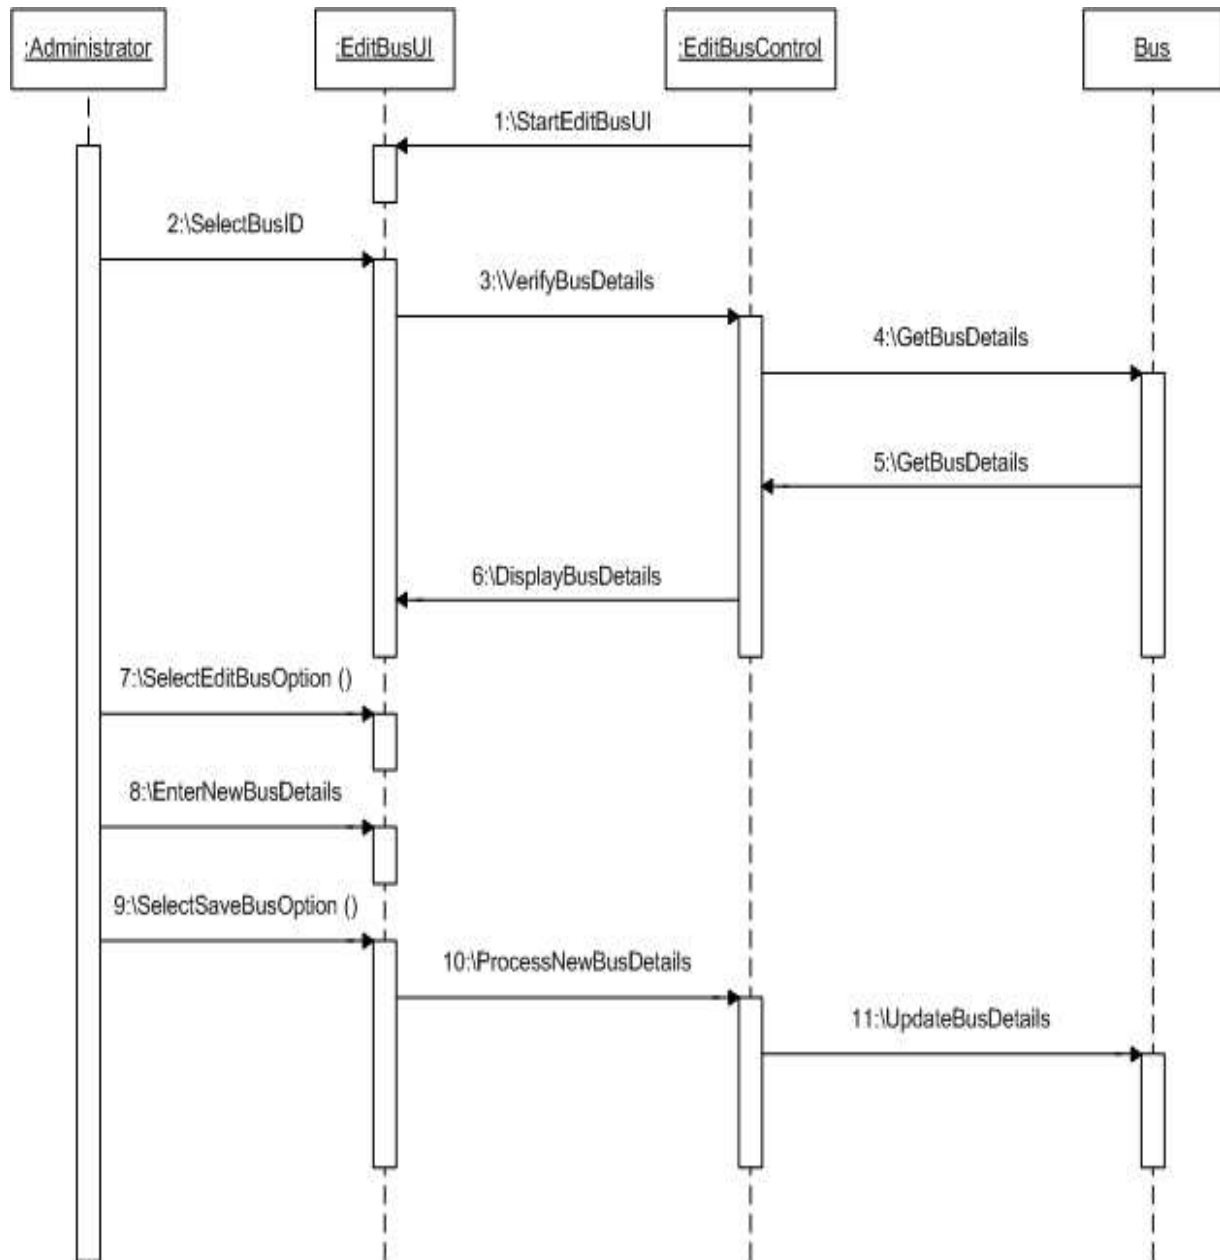 :Administrator
:EditBusUI
:EditBusControl
Bus
1:\StartEditBusUI
2:\SelectBusID
3:\VerifyBusDetails
4:\GetBusDetails
5:\GetBusDetails
6:\DisplayBusDetails
7:\SelectEditBusOption ()
8:\EnterNewBusDetails
9:\SelectSaveBusOption ()
10:\ProcessNewBusDetails
11:\UpdateBusDetails